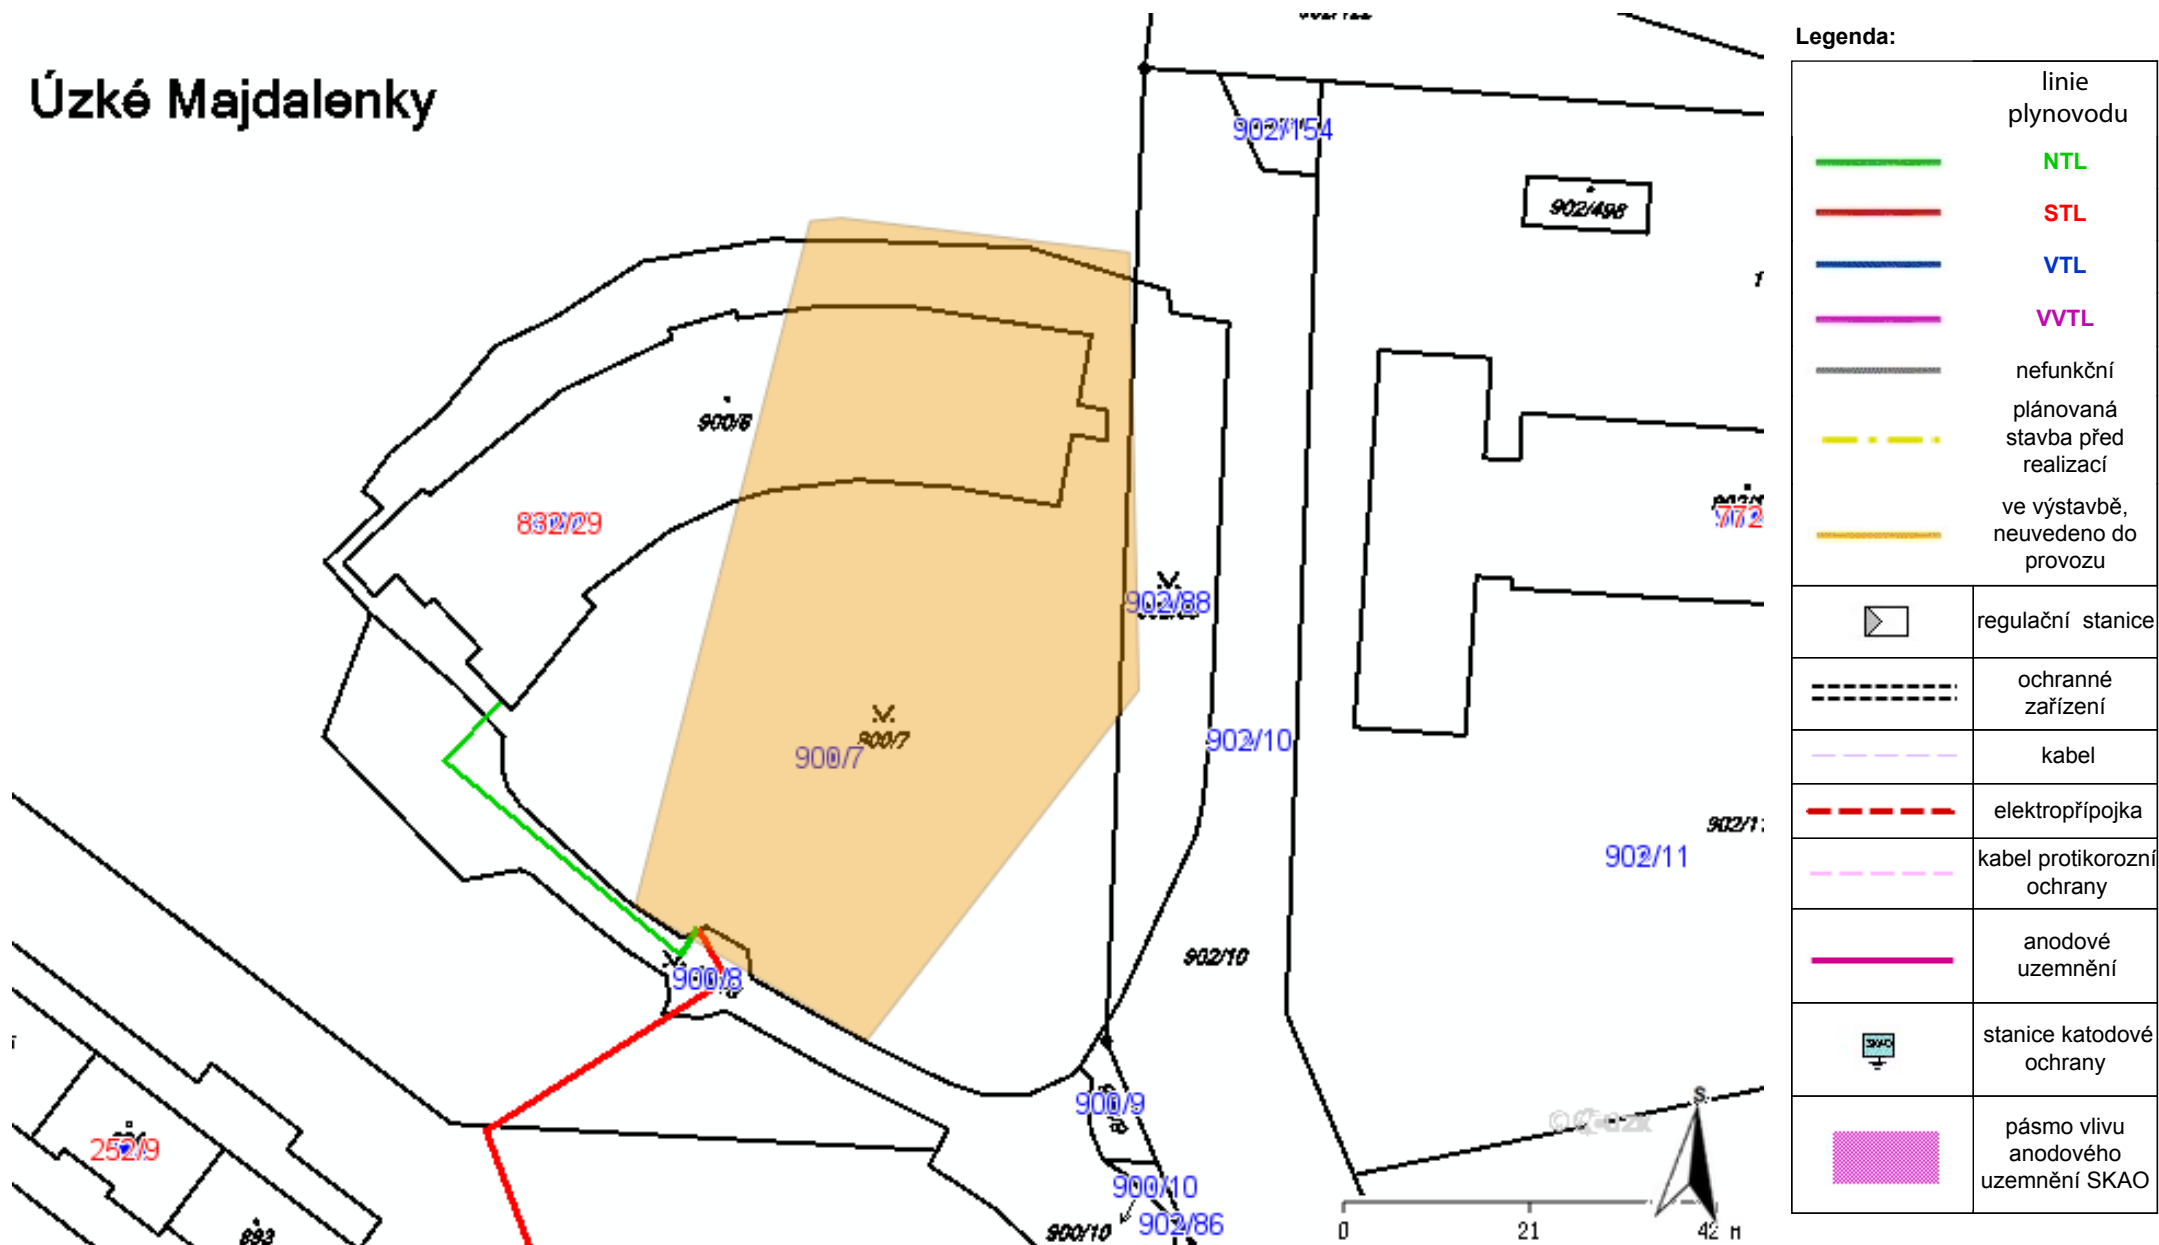 Úzké Majdalenky
902/154
902/498
900/6
832/29
772
902/88
900/7
900/7
902/10
902/11
902/10
900/8
900/9
252/9
893
900/10
900/10
902/86
S
0 21 42 M
Legenda:
linie
plynovodu
NTL
STL
VTL
VVTL
nefunkční
plánovaná
stavba před
realizací
ve výstavbě,
neuvedeno do
provozu
regulační stanice
ochranné
zařízení
kabel
elektropřípojka
kabel protikorozní
ochrany
anodové
uzemnění
SKAO
stanice katodové
ochrany
pásmo vlivu
anodového
uzemnění SKAO